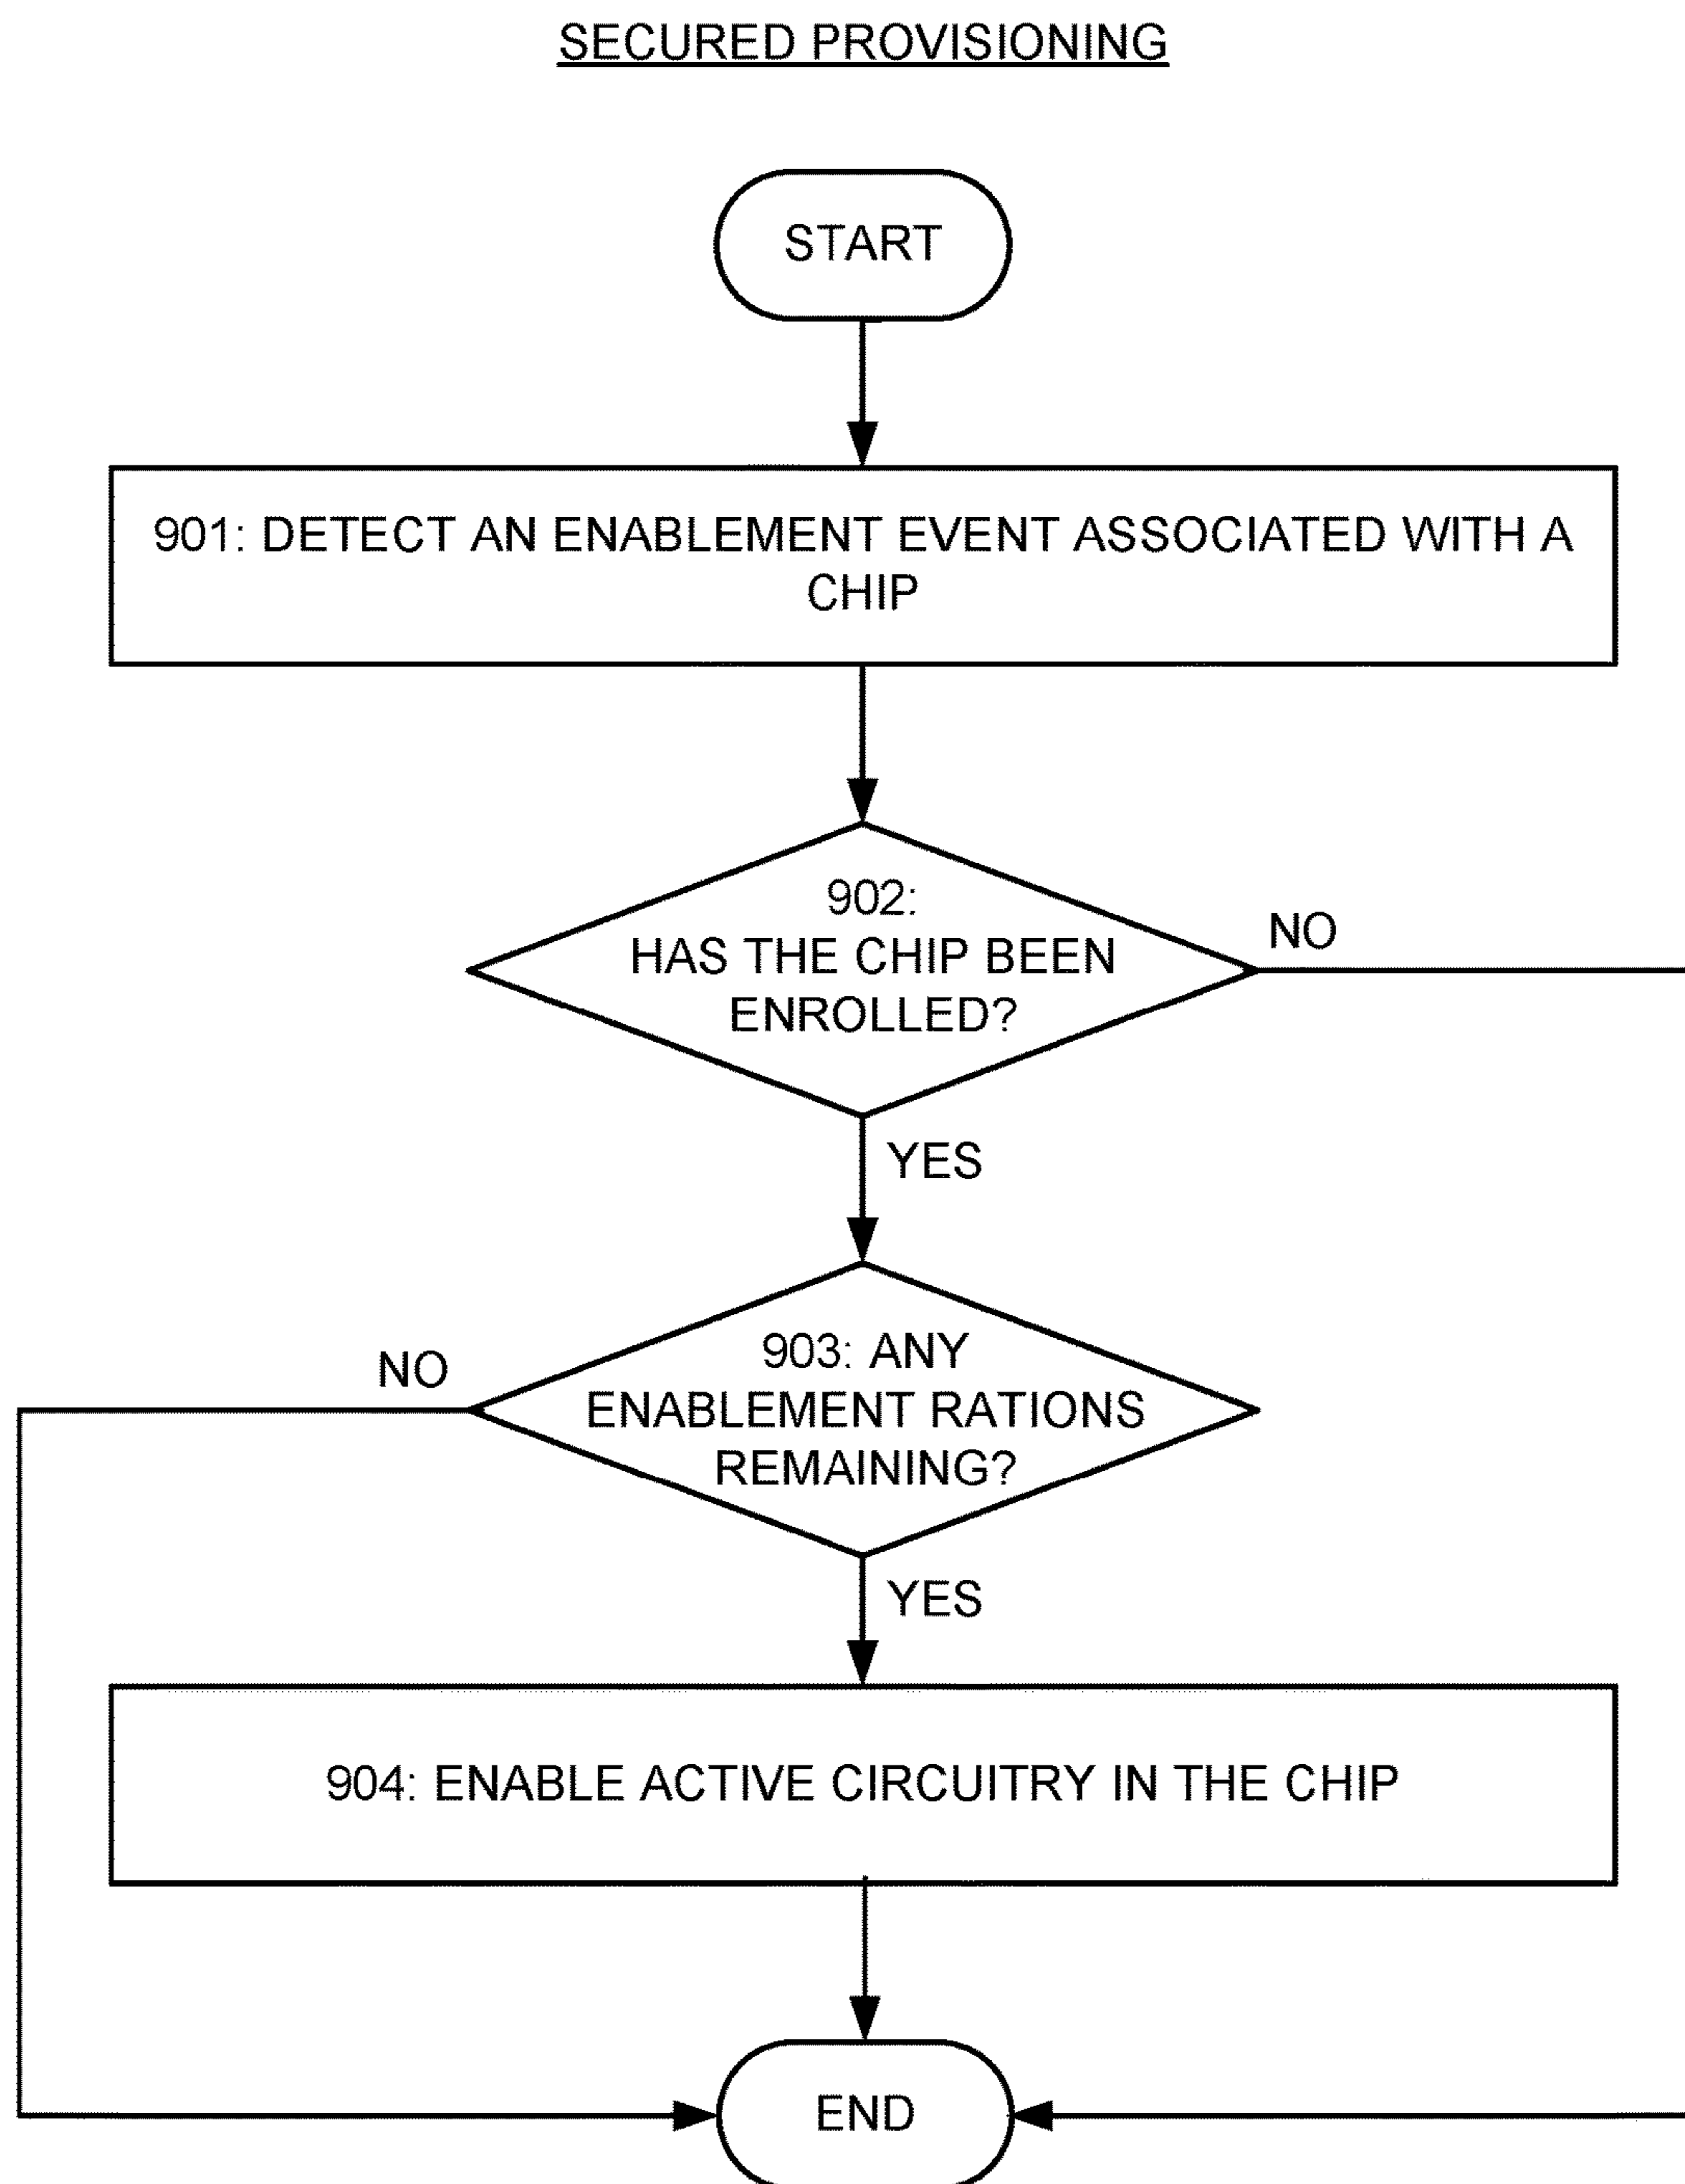 SECURED PROVISIONING
START
901: DETECT AN ENABLEMENT EVENT ASSOCIATED WITH A
CHIP
902:
HAS THE CHIP BEEN
ENROLLED?
NO
YES
903: ANY
ENABLEMENT RATIONS
REMAINING?
NO
YES
904: ENABLE ACTIVE CIRCUITRY IN THE CHIP
END